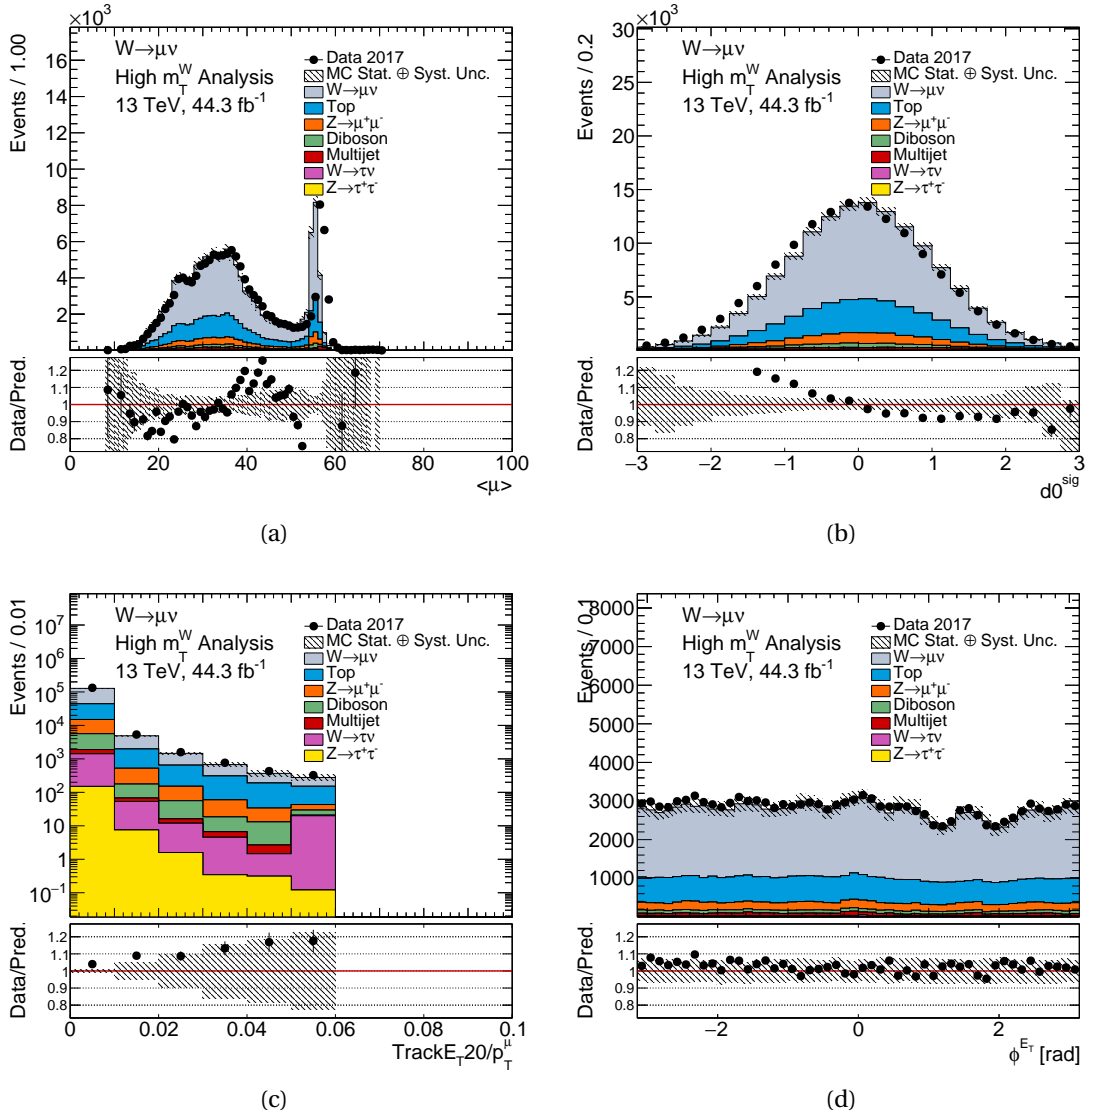 ×10³
Events / 1.00
W→μν
High m_T^W Analysis
13 TeV, 44.3 fb⁻¹
Data 2017
MC Stat. ⊕ Syst. Unc.
W→μν
Top
Z→μ⁺μ⁻
Diboson
Multijet
W→τν
Z→τ⁺τ⁻
16
14
12
10
8
6
4
2
Data/Pred.
1.2
1.1
1
0.9
0.8
0 20 40 60 80 100
<μ>
(a)
×10³
Events / 0.2
W→μν
High m_T^W Analysis
13 TeV, 44.3 fb⁻¹
Data 2017
MC Stat. ⊕ Syst. Unc.
W→μν
Top
Z→μ⁺μ⁻
Diboson
Multijet
W→τν
Z→τ⁺τ⁻
30
25
20
15
10
5
Data/Pred.
1.2
1.1
1
0.9
0.8
−3 −2 −1 0 1 2 3
d0^sig
(b)
Events / 0.01
W→μν
High m_T^W Analysis
13 TeV, 44.3 fb⁻¹
Data 2017
MC Stat. ⊕ Syst. Unc.
W→μν
Top
Z→μ⁺μ⁻
Diboson
Multijet
W→τν
Z→τ⁺τ⁻
10⁷
10⁶
10⁵
10⁴
10³
10²
10
1
10⁻¹
Data/Pred.
1.2
1.1
1
0.9
0.8
0 0.02 0.04 0.06 0.08 0.1
TrackE_T20/p_T^μ
(c)
Events / 0.1
W→μν
High m_T^W Analysis
13 TeV, 44.3 fb⁻¹
Data 2017
MC Stat. ⊕ Syst. Unc.
W→μν
Top
Z→μ⁺μ⁻
Diboson
Multijet
W→τν
Z→τ⁺τ⁻
8000
7000
6000
5000
4000
3000
2000
1000
Data/Pred.
1.2
1.1
1
0.9
0.8
−2 0 2
ϕ^E_T [rad]
(d)